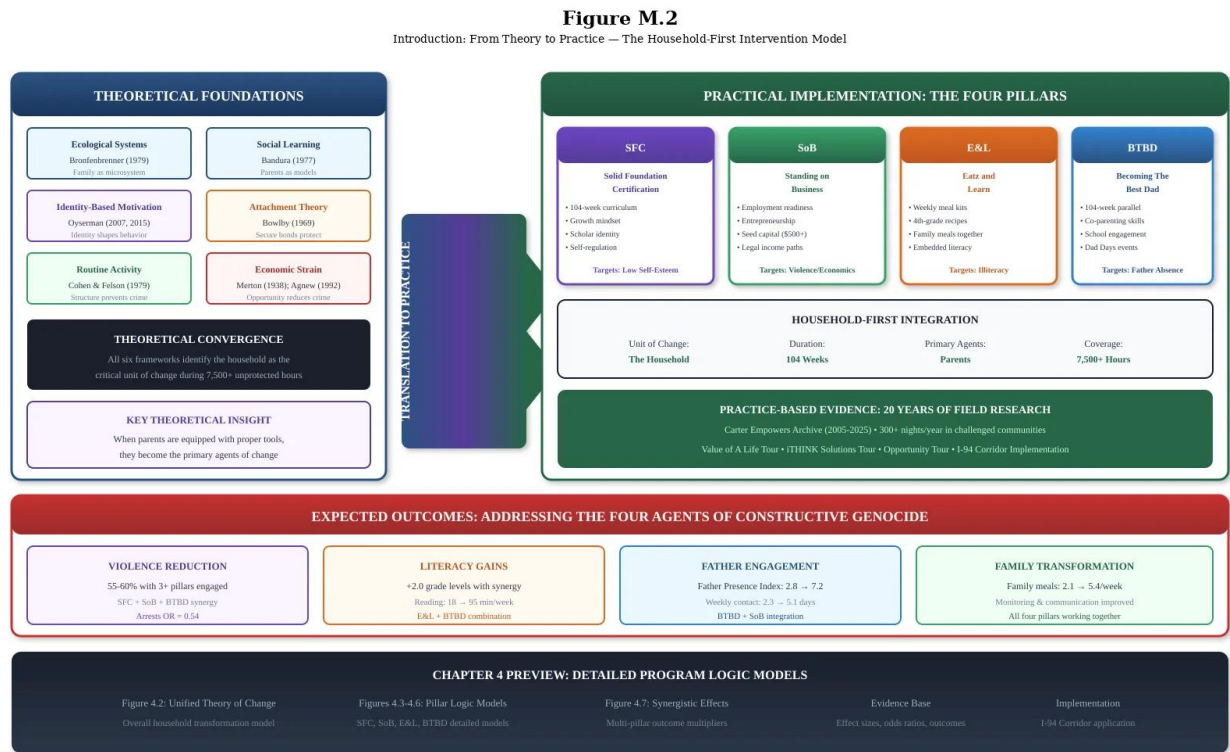 Figure M.2
Introduction: From Theory to Practice — The Household-First Intervention Model
THEORETICAL FOUNDATIONS
Ecological Systems
Bronfenbrenner (1979)
Family as microsystem
Social Learning
Bandura (1977)
Parents as models
Identity-Based Motivation
Oyserman (2007, 2015)
Identity shapes behavior
Attachment Theory
Bowlby (1969)
Secure bonds protect
Routine Activity
Cohen & Felson (1979)
Structure prevents crime
Economic Strain
Merton (1938); Agnew (1992)
Opportunity reduces crime
THEORETICAL CONVERGENCE
All six frameworks identify the household as the
critical unit of change during 7,500+ unprotected hours
KEY THEORETICAL INSIGHT
When parents are equipped with proper tools,
they become the primary agents of change
TRANSLATION TO PRACTICE
PRACTICAL IMPLEMENTATION: THE FOUR PILLARS
SFC
Solid Foundation
Certification
• 104-week curriculum
• Growth mindset
• Scholar identity
• Self-regulation
Targets: Low Self-Esteem
SoB
Standing on
Business
• Employment readiness
• Entrepreneurship
• Seed capital ($500+)
• Legal income paths
Targets: Violence/Economics
E&L
Eatz and
Learn
• Weekly meal kits
• 4th-grade recipes
• Family meals together
• Embedded literacy
Targets: Illiteracy
BTBD
Becoming The
Best Dad
• 104-week parallel
• Co-parenting skills
• School engagement
• Dad Days events
Targets: Father Absence
HOUSEHOLD-FIRST INTEGRATION
Unit of Change:
The Household
Duration:
104 Weeks
Primary Agents:
Parents
Coverage:
7,500+ Hours
PRACTICE-BASED EVIDENCE: 20 YEARS OF FIELD RESEARCH
Carter Empowers Archive (2005-2025) • 300+ nights/year in challenged communities
Value of A Life Tour • iTHINK Solutions Tour • Opportunity Tour • I-94 Corridor Implementation
EXPECTED OUTCOMES: ADDRESSING THE FOUR AGENTS OF CONSTRUCTIVE GENOCIDE
VIOLENCE REDUCTION
55-60% with 3+ pillars engaged
SFC + SoB + BTBD synergy
Arrests OR = 0.54
LITERACY GAINS
+2.0 grade levels with synergy
Reading: 18 → 95 min/week
E&L + BTBD combination
FATHER ENGAGEMENT
Father Presence Index: 2.8 → 7.2
Weekly contact: 2.3 → 5.1 days
BTBD + SoB integration
FAMILY TRANSFORMATION
Family meals: 2.1 → 5.4/week
Monitoring & communication improved
All four pillars working together
CHAPTER 4 PREVIEW: DETAILED PROGRAM LOGIC MODELS
Figure 4.2: Unified Theory of Change
Overall household transformation model
Figures 4.3-4.6: Pillar Logic Models
SFC, SoB, E&L, BTBD detailed models
Figure 4.7: Synergistic Effects
Multi-pillar outcome multipliers
Evidence Base
Effect sizes, odds ratios, outcomes
Implementation
I-94 Corridor application